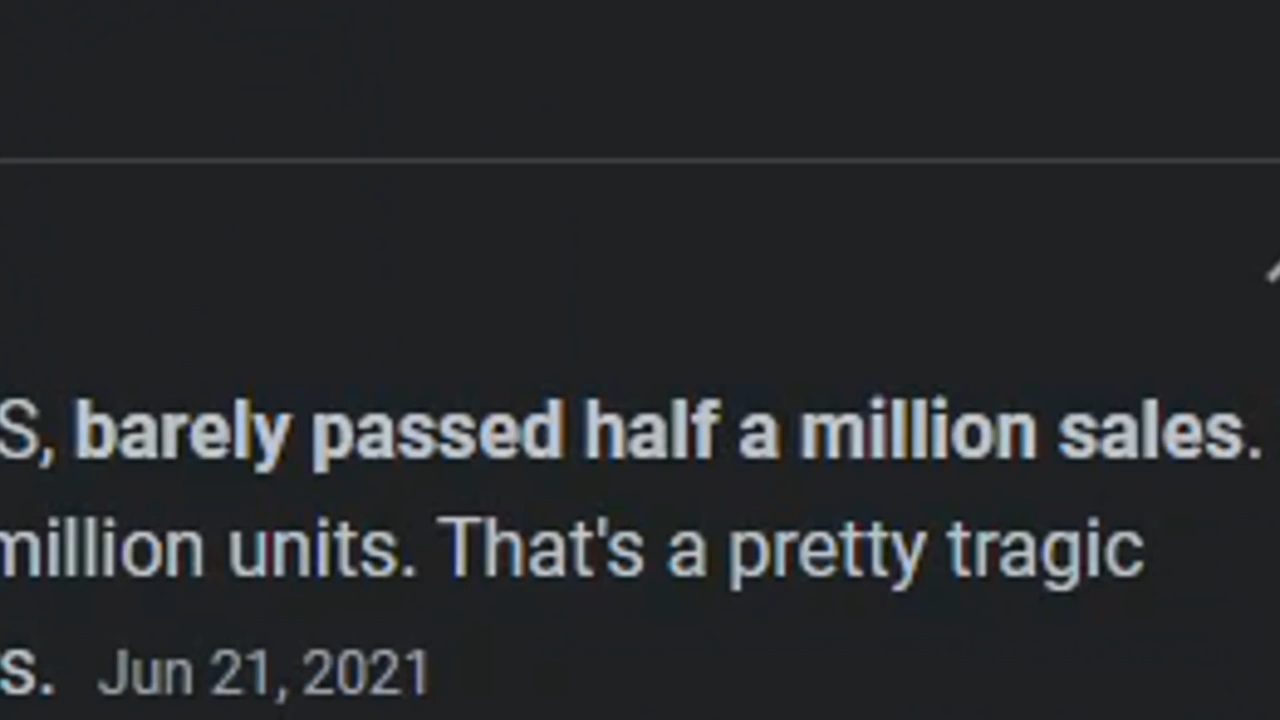 S, barely passed half a million sales.
million units. That's a pretty tragic
s. Jun 21, 2021